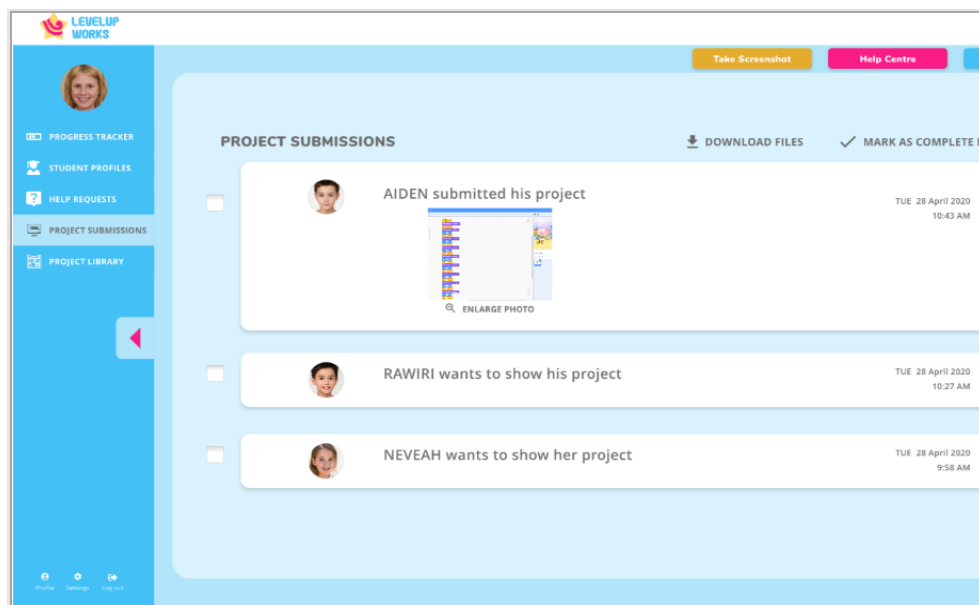 LEVELUP
WORKS
Take Screenshot
Help Centre
PROGRESS TRACKER
STUDENT PROFILES
HELP REQUESTS
PROJECT SUBMISSIONS
PROJECT LIBRARY
Profile
Settings
Log out
PROJECT SUBMISSIONS
DOWNLOAD FILES
MARK AS COMPLETE
AIDEN submitted his project
TUE 28 April 2020
10:43 AM
ENLARGE PHOTO
RAWIRI wants to show his project
TUE 28 April 2020
10:27 AM
NEVEAH wants to show her project
TUE 28 April 2020
9:58 AM